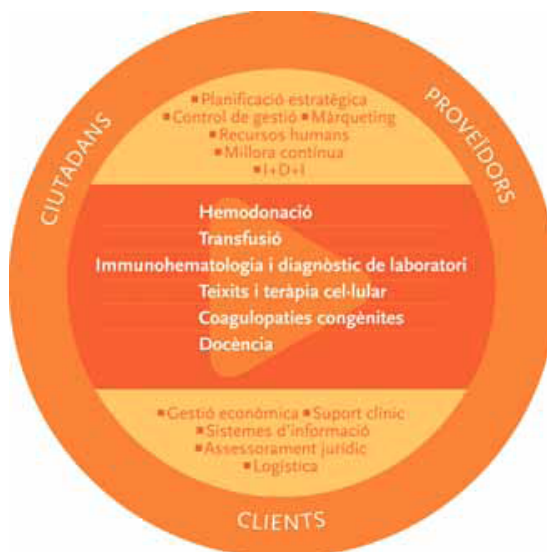 CIUTADANS
PROVEÏDORS
▪Planificació estratègica
▪Control de gestió ▪Màrqueting
▪Recursos humans
▪Millora contínua
▪I+D+I
Hemodonació
Transfusió
Immunohematologia i diagnòstic de laboratori
Teixits i teràpia cel·lular
Coagulopaties congènites
Docència
▪Gestió econòmica ▪Suport clínic
▪Sistemes d'informació
▪Assessorament jurídic
▪Logística
CLIENTS